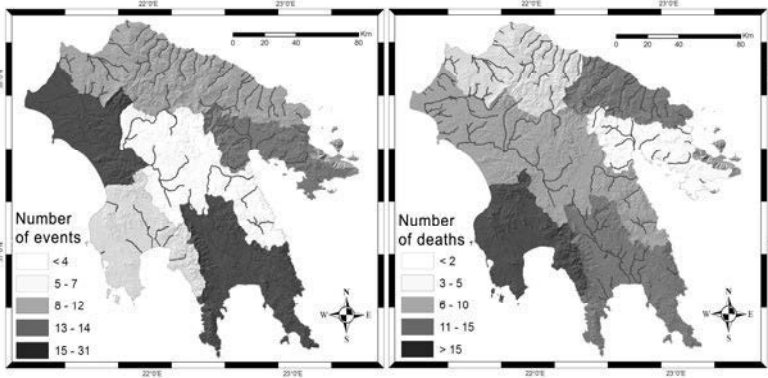 22°0'E 23°0'E
Km
0 20 40 80
Number
of events
< 4
5 - 7
8 - 12
13 - 14
15 - 31
N
W E
S
22°0'E 23°0'E
22°0'E 23°0'E
Km
0 20 40 80
Number
of deaths
< 2
3 - 5
6 - 10
11 - 15
> 15
N
W E
S
22°0'E 23°0'E